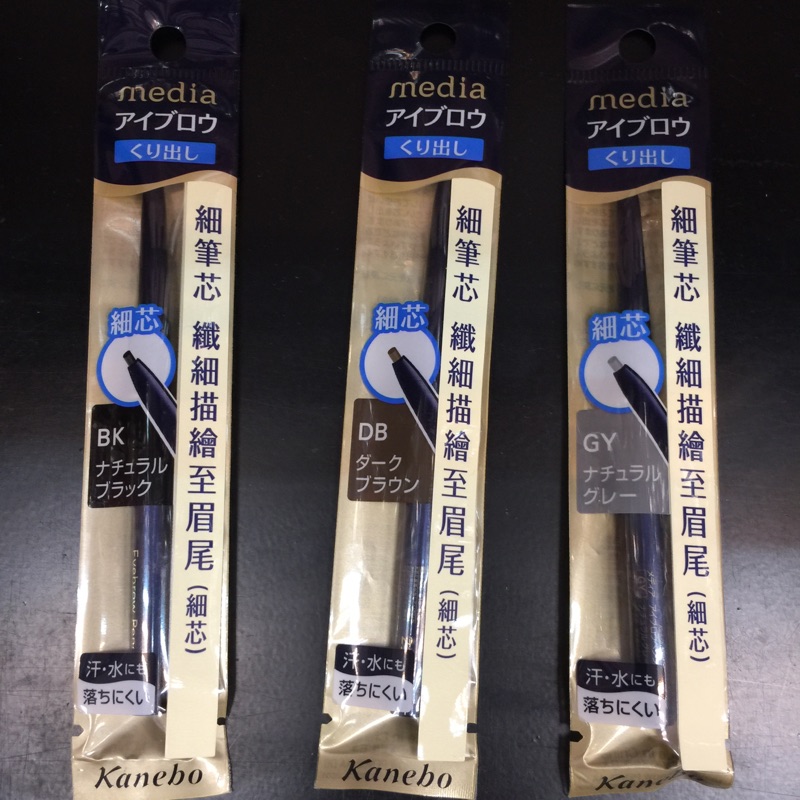 media
アイブロウ
くり出し
細筆芯 纖細描繪至眉尾(細芯)
細芯
BK
ナチュラル
ブラック
汗・水にも
落ちにくい
Kanebo
media
アイブロウ
くり出し
細筆芯 纖細描繪至眉尾(細芯)
細芯
DB
ダーク
ブラウン
汗・水にも
落ちにくい
Kanebo
media
アイブロウ
くり出し
細筆芯 纖細描繪至眉尾(細芯)
細芯
GY
ナチュラル
グレー
汗・水にも
落ちにくい
Kanebo